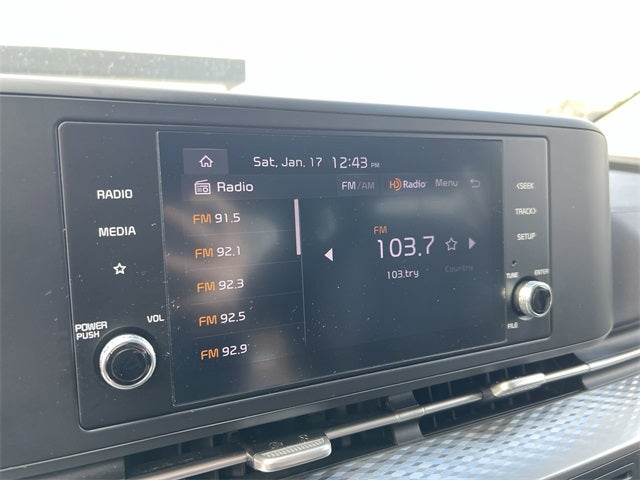 Sat, Jan. 17 12:43 PM
Radio FM/AM HD Radio Menu
FM 91.5
FM 92.1
FM 92.3
FM 92.5
FM 92.9
FM
103.7
103.try
Country
RADIO
MEDIA
POWER
PUSH
VOL
<SEEK
TRACK>
SETUP
TUNE
ENTER
FILE